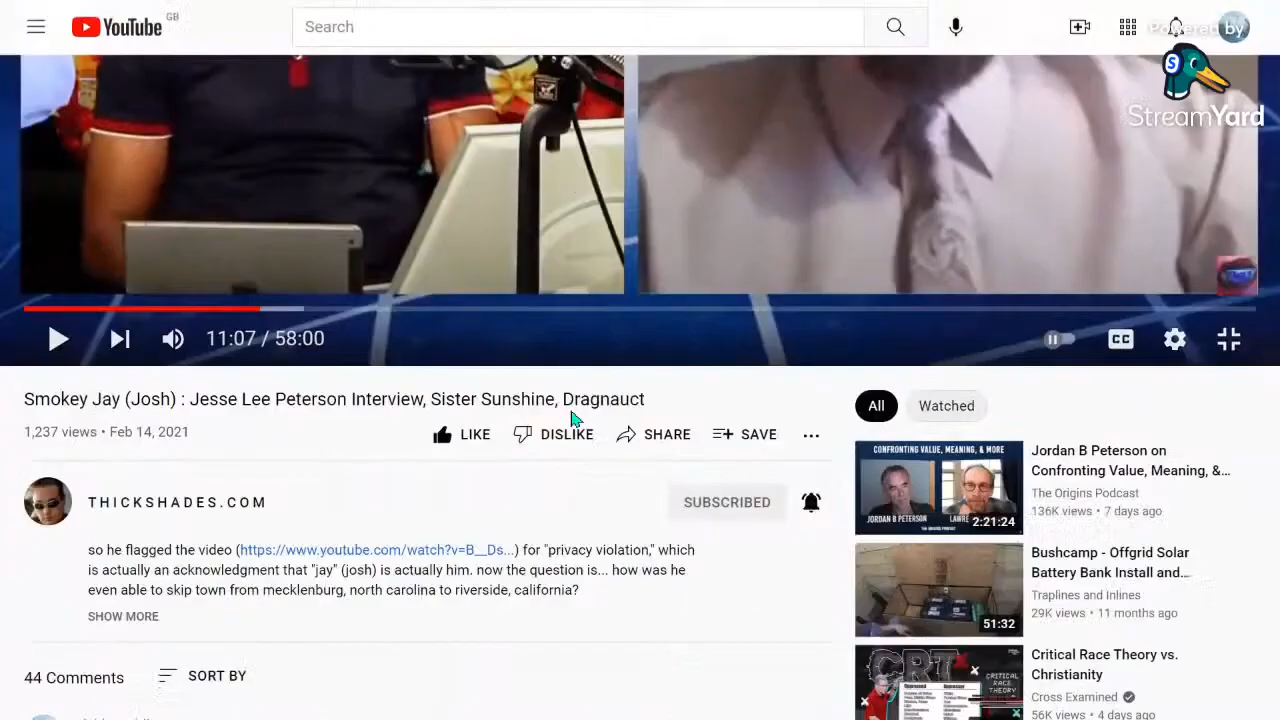 YouTube GB
Search
Powered by
StreamYard
11:07 / 58:00
CC
Smokey Jay (Josh) : Jesse Lee Peterson Interview, Sister Sunshine, Dragnauct
1,237 views • Feb 14, 2021
LIKE DISLIKE SHARE SAVE
THICKSHADES.COM
SUBSCRIBED
so he flagged the video (https://www.youtube.com/watch?v=B__Ds...) for "privacy violation," which
is actually an acknowledgment that "jay" (josh) is actually him. now the question is... how was he
even able to skip town from mecklenburg, north carolina to riverside, california?
SHOW MORE
44 Comments
SORT BY
All Watched
CONFRONTING VALUE, MEANING, & MORE
JORDAN B PETERSON
2:21:24
Jordan B Peterson on
Confronting Value, Meaning, &...
The Origins Podcast
136K views • 7 days ago
51:32
Bushcamp - Offgrid Solar
Battery Bank Install and...
Traplines and Inlines
29K views • 11 months ago
CRT
CRITICAL
RACE
THEORY
Critical Race Theory vs.
Christianity
Cross Examined
56K views • 4 days ago